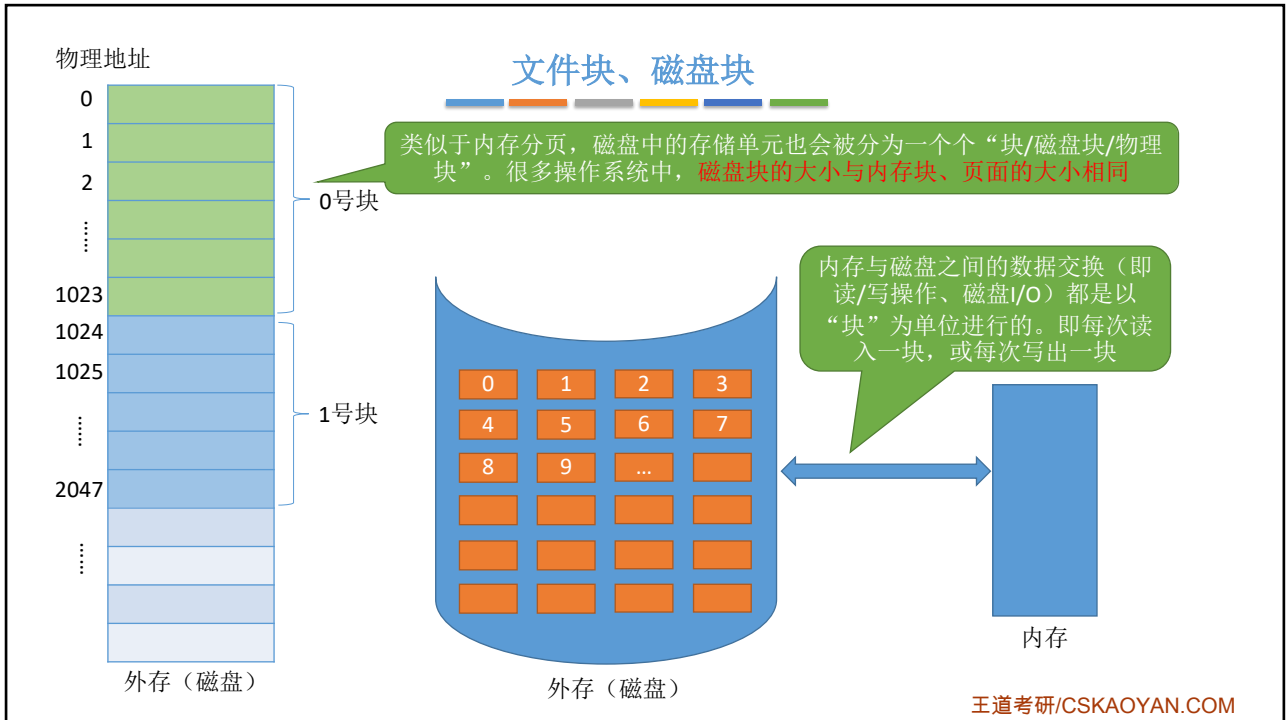 文件块、磁盘块
物理地址
0
1
2
……
1023
1024
1025
……
2047
……
0号块
1号块
外存（磁盘）
类似于内存分页，磁盘中的存储单元也会被分为一个个“块/磁盘块/物理
块”。很多操作系统中，磁盘块的大小与内存块、页面的大小相同
内存与磁盘之间的数据交换（即
读/写操作、磁盘I/O）都是以
“块”为单位进行的。即每次读
入一块，或每次写出一块
0 1 2 3
4 5 6 7
8 9 ...
外存（磁盘）
内存
王道考研/CSKAOYAN.COM